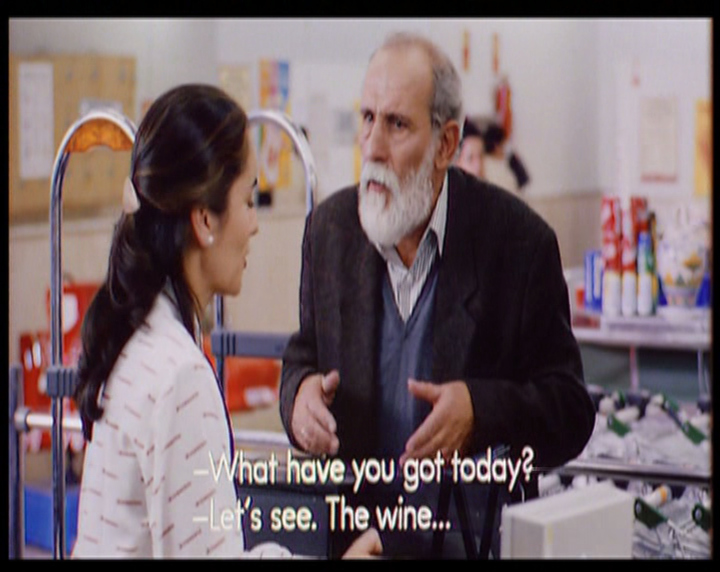 –What have you got today?
–Let's see. The wine...